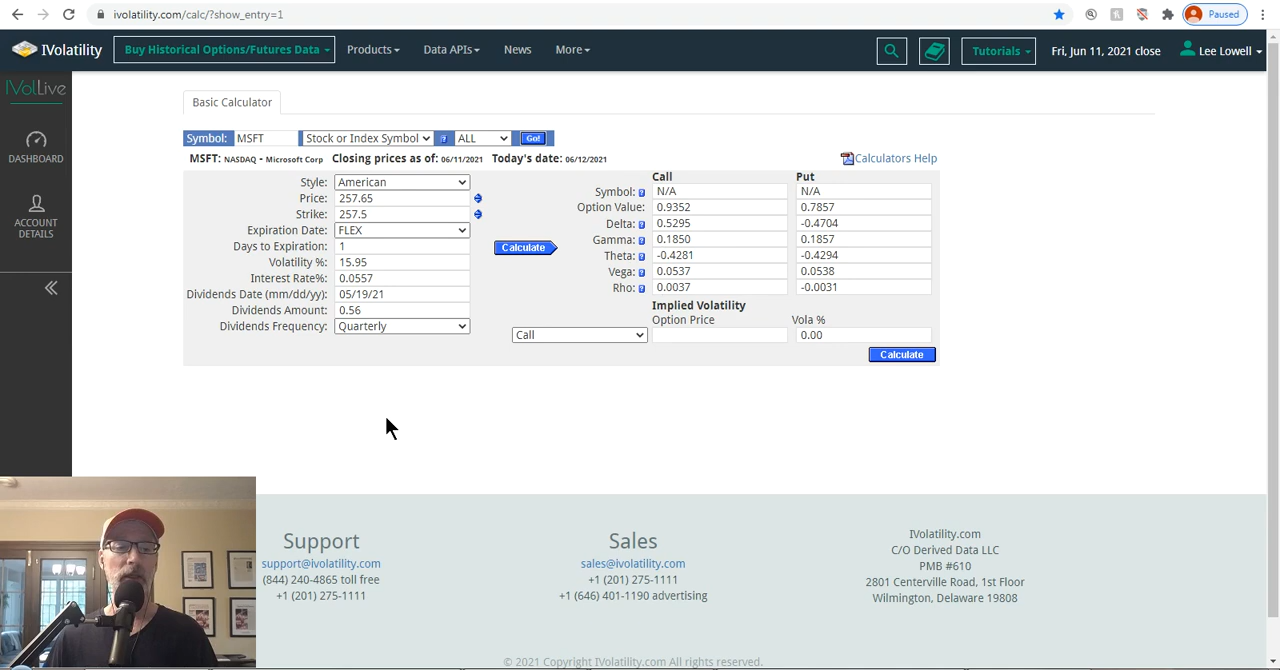 ivolatility.com/calc/?show_entry=1
Paused
IVolatility
Buy Historical Options/Futures Data
Products
Data APIs
News
More
Tutorials
Fri, Jun 11, 2021 close
Lee Lowell
IVolLive
DASHBOARD
ACCOUNT
DETAILS
Basic Calculator
Symbol: MSFT Stock or Index Symbol ? ALL Go!
MSFT: NASDAQ - Microsoft Corp Closing prices as of: 06/11/2021 Today's date: 06/12/2021
Calculators Help
Style: American
Price: 257.65
Strike: 257.5
Expiration Date: FLEX
Days to Expiration: 1
Volatility %: 15.95
Interest Rate%: 0.0557
Dividends Date (mm/dd/yy): 05/19/21
Dividends Amount: 0.56
Dividends Frequency: Quarterly
Calculate
Call Put
Symbol: ? N/A N/A
Option Value: 0.9352 0.7857
Delta: ? 0.5295 -0.4704
Gamma: ? 0.1850 0.1857
Theta: ? -0.4281 -0.4294
Vega: ? 0.0537 0.0538
Rho: ? 0.0037 -0.0031
Implied Volatility
Option Price Vola %
Call 0.00
Calculate
Support
support@ivolatility.com
(844) 240-4865 toll free
+1 (201) 275-1111
Sales
sales@ivolatility.com
+1 (201) 275-1111
+1 (646) 401-1190 advertising
IVolatility.com
C/O Derived Data LLC
PMB #610
2801 Centerville Road, 1st Floor
Wilmington, Delaware 19808
© 2021 Copyright IVolatility.com All rights reserved.